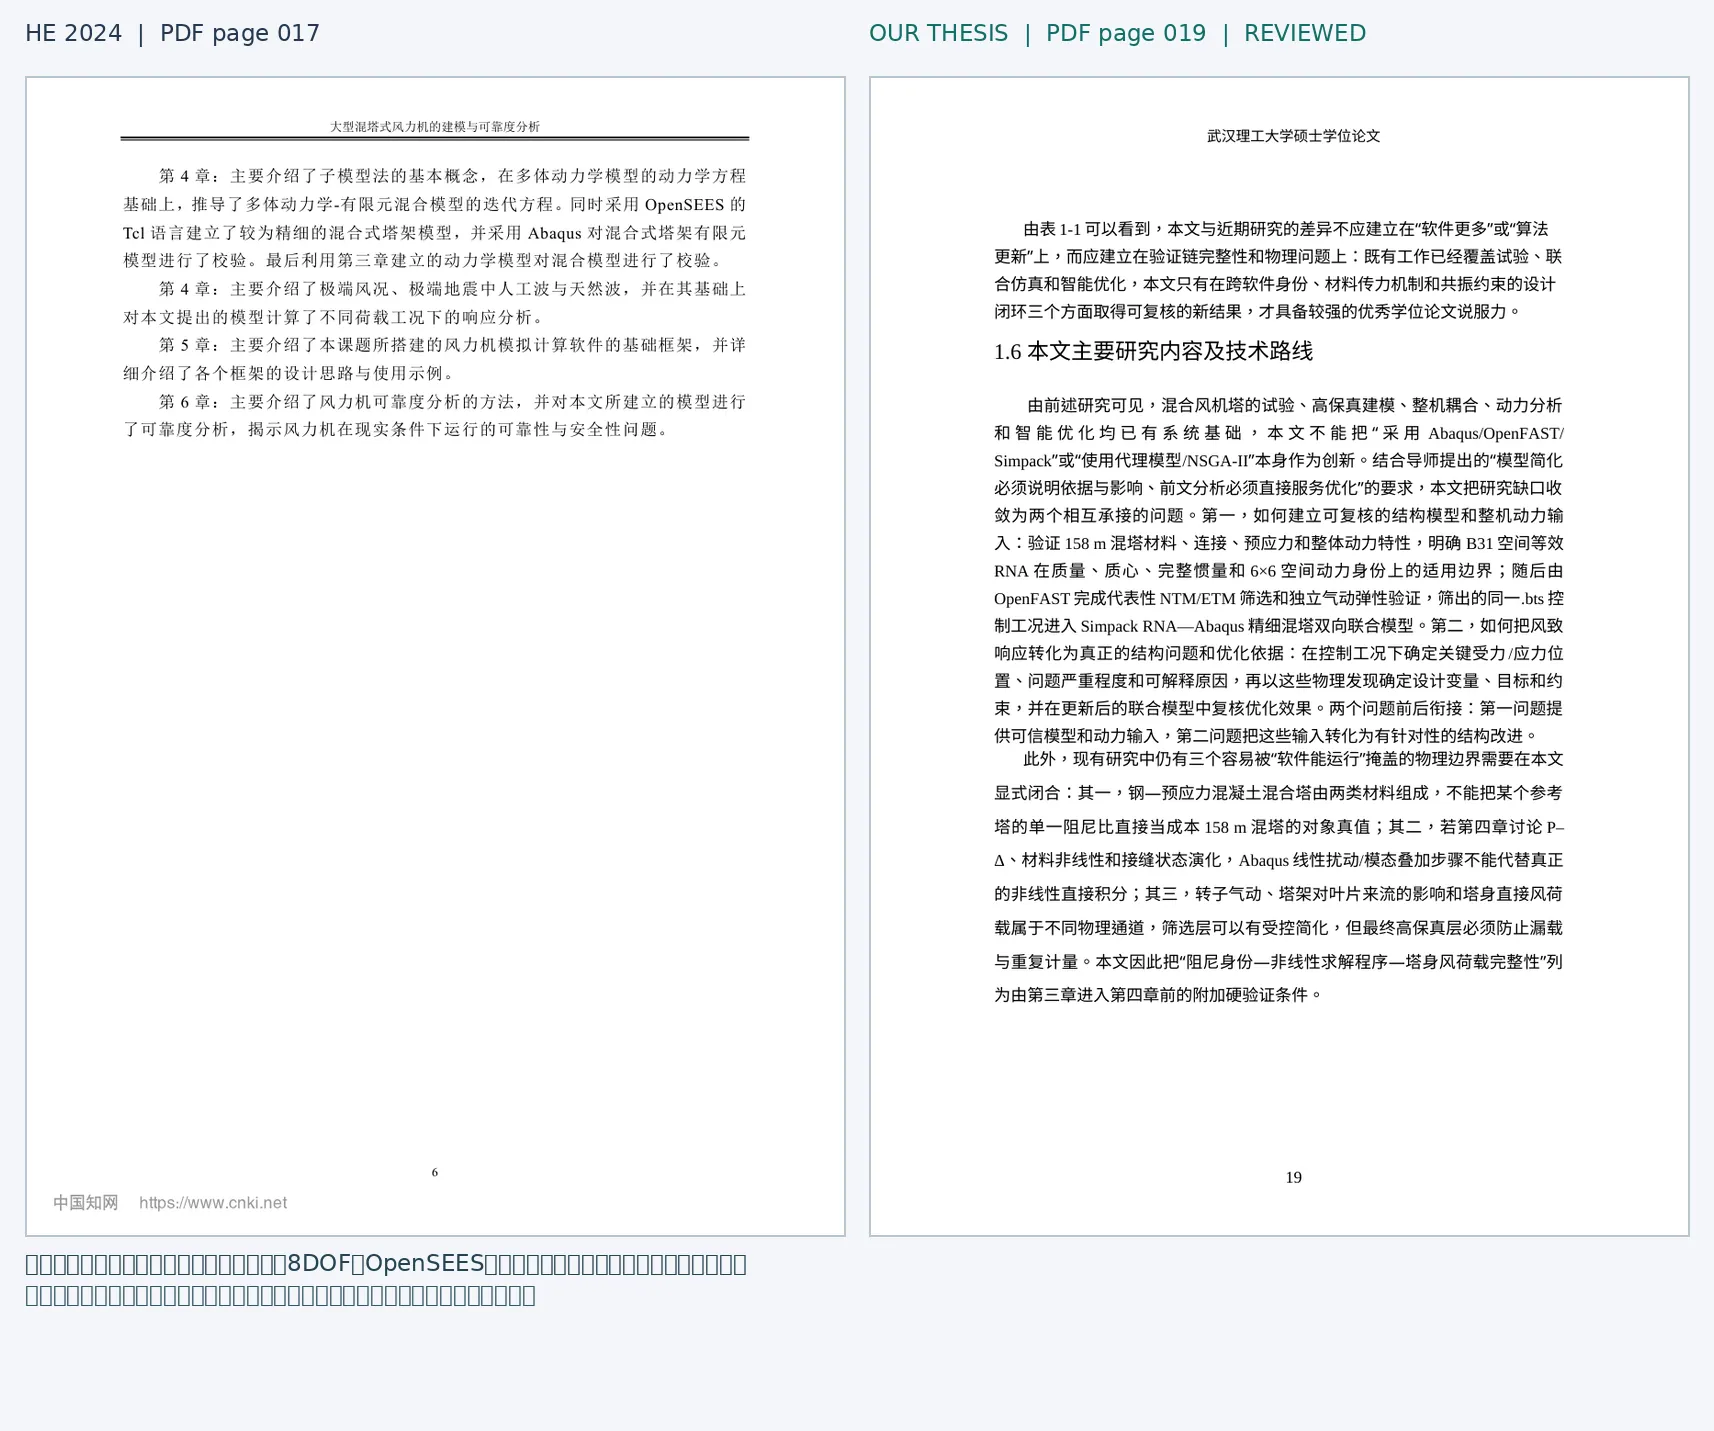 HE 2024 | PDF page 017
大型混塔式风力机的建模与可靠度分析
第 4 章：主要介绍了子模型法的基本概念，在多体动力学模型的动力学方程
基础上，推导了多体动力学-有限元混合模型的迭代方程。同时采用 OpenSEES 的
Tcl 语言建立了较为精细的混合式塔架模型，并采用 Abaqus 对混合式塔架有限元
模型进行了校验。最后利用第三章建立的动力学模型对混合模型进行了校验。
第 4 章：主要介绍了极端风况、极端地震中人工波与天然波，并在其基础上
对本文提出的模型计算了不同荷载工况下的响应分析。
第 5 章：主要介绍了本课题所搭建的风力机模拟计算软件的基础框架，并详
细介绍了各个框架的设计思路与使用示例。
第 6 章：主要介绍了风力机可靠度分析的方法，并对本文所建立的模型进行
了可靠度分析，揭示风力机在现实条件下运行的可靠性与安全性问题。
6
中国知网 https://www.cnki.net
OUR THESIS | PDF page 019 | REVIEWED
武汉理工大学硕士学位论文
由表 1-1 可以看到，本文与近期研究的差异不应建立在“软件更多”或“算法
更新”上，而应建立在验证链完整性和物理问题上：既有工作已经覆盖试验、联
合仿真和智能优化，本文只有在跨软件身份、材料传力机制和共振约束的设计
闭环三个方面取得可复核的新结果，才具备较强的优秀学位论文说服力。
1.6 本文主要研究内容及技术路线
由前述研究可见，混合风机塔的试验、高保真建模、整机耦合、动力分析
和智能优化均已有系统基础，本文不能把“采用 Abaqus/OpenFAST/
Simpack”或“使用代理模型/NSGA-II”本身作为创新。结合导师提出的“模型简化
必须说明依据与影响、前文分析必须直接服务优化”的要求，本文把研究缺口收
敛为两个相互承接的问题。第一，如何建立可复核的结构模型和整机动力输
入：验证 158 m 混塔材料、连接、预应力和整体动力特性，明确 B31 空间等效
RNA 在质量、质心、完整惯量和 6×6 空间动力身份上的适用边界；随后由
OpenFAST 完成代表性 NTM/ETM 筛选和独立气动弹性验证，筛出的同一.bts 控
制工况进入 Simpack RNA—Abaqus 精细混塔双向联合模型。第二，如何把风致
响应转化为真正的结构问题和优化依据：在控制工况下确定关键受力/应力位
置、问题严重程度和可解释原因，再以这些物理发现确定设计变量、目标和约
束，并在更新后的联合模型中复核优化效果。两个问题前后衔接：第一问题提
供可信模型和动力输入，第二问题把这些输入转化为有针对性的结构改进。
此外，现有研究中仍有三个容易被“软件能运行”掩盖的物理边界需要在本文
显式闭合：其一，钢—预应力混凝土混合塔由两类材料组成，不能把某个参考
塔的单一阻尼比直接当成本 158 m 混塔的对象真值；其二，若第四章讨论 P–
Δ、材料非线性和接缝状态演化，Abaqus 线性扰动/模态叠加步骤不能代替真正
的非线性直接积分；其三，转子气动、塔架对叶片来流的影响和塔身直接风荷
载属于不同物理通道，筛选层可以有受控简化，但最终高保真层必须防止漏载
与重复计量。本文因此把“阻尼身份—非线性求解程序—塔身风荷载完整性”列
为由第三章进入第四章前的附加硬验证条件。
19
8DOF OpenSEES